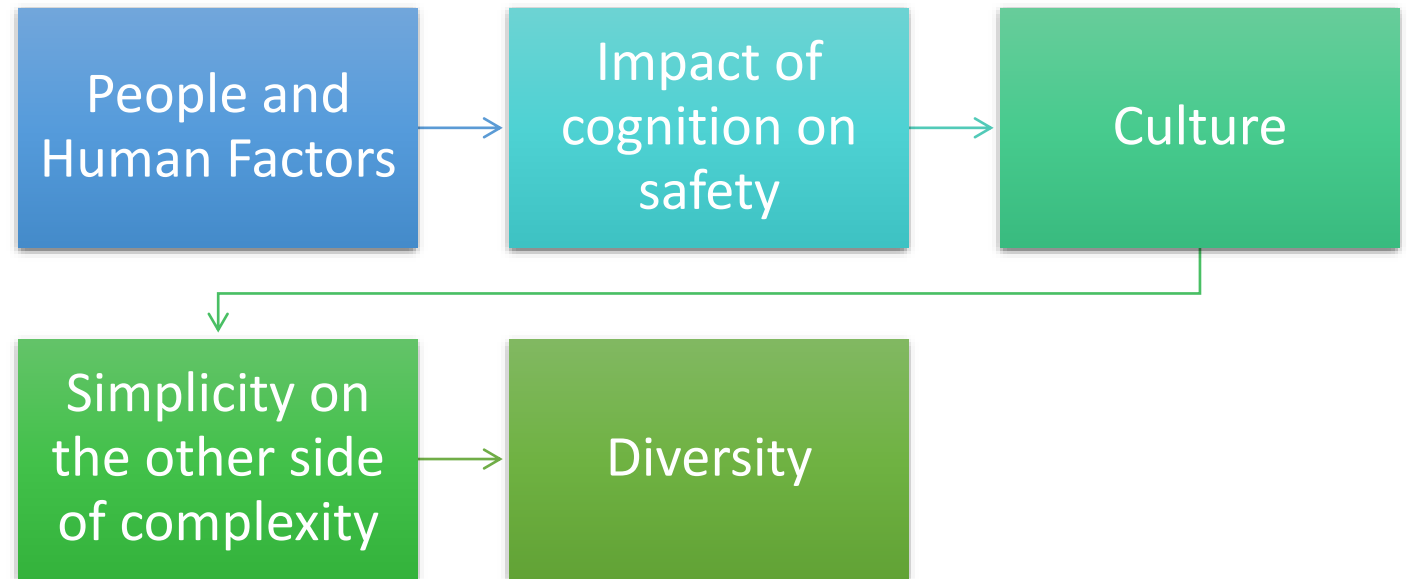 People and
Human Factors
Impact of
cognition on
safety
Culture
Simplicity on
the other side
of complexity
Diversity